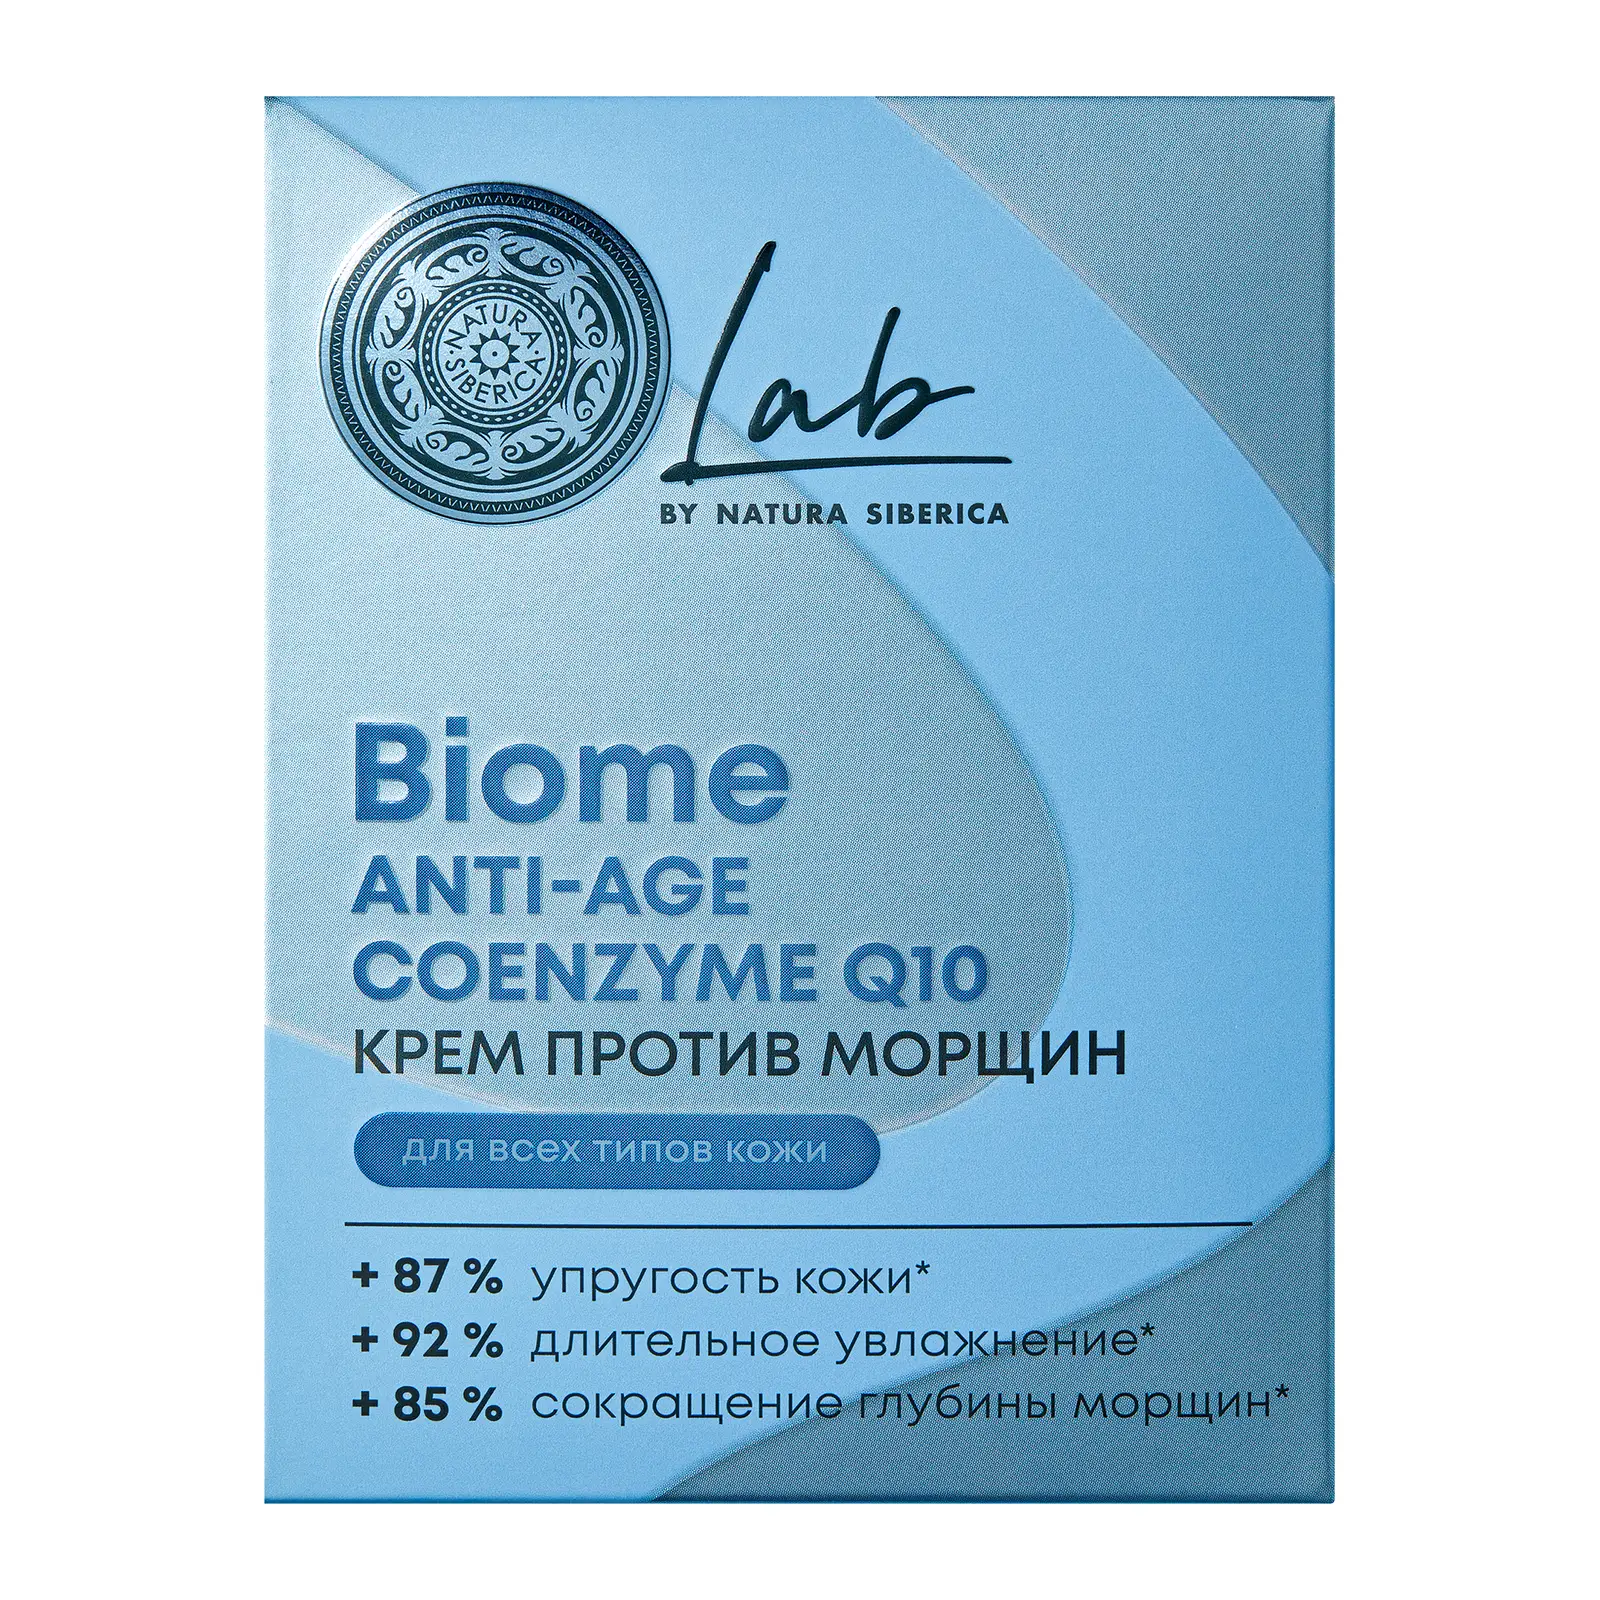 NATURA
SIBERICA
Lab
BY NATURA SIBERICA
Biome
ANTI-AGE
COENZYME Q10
КРЕМ ПРОТИВ МОРЩИН
для всех типов кожи
+ 87 % упругость кожи*
+ 92 % длительное увлажнение*
+ 85 % сокращение глубины морщин*